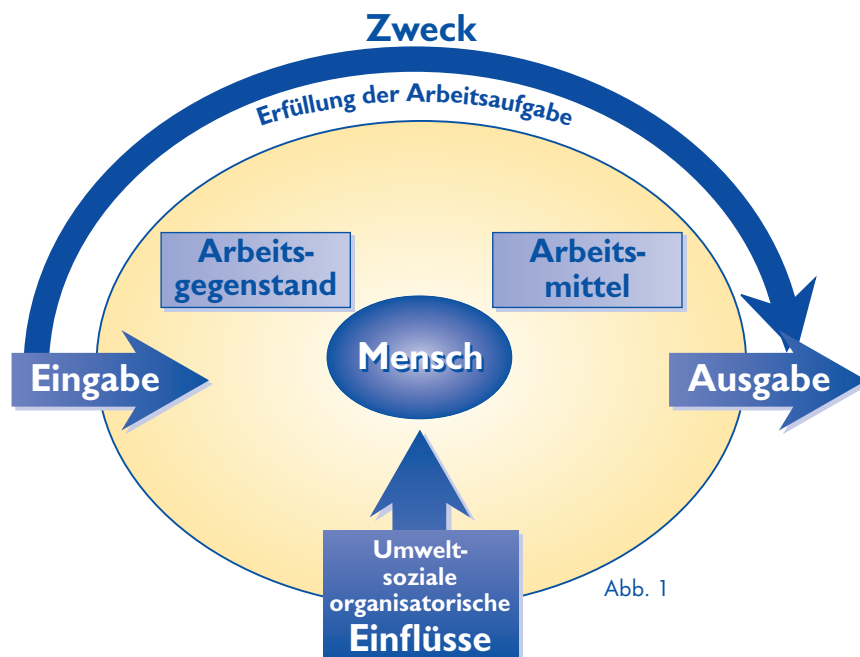 Zweck
Erfüllung der Arbeitsaufgabe
Arbeits-
gegenstand
Arbeits-
mittel
Mensch
Eingabe
Ausgabe
Umwelt-
soziale
organisatorische
Einflüsse
Abb. 1